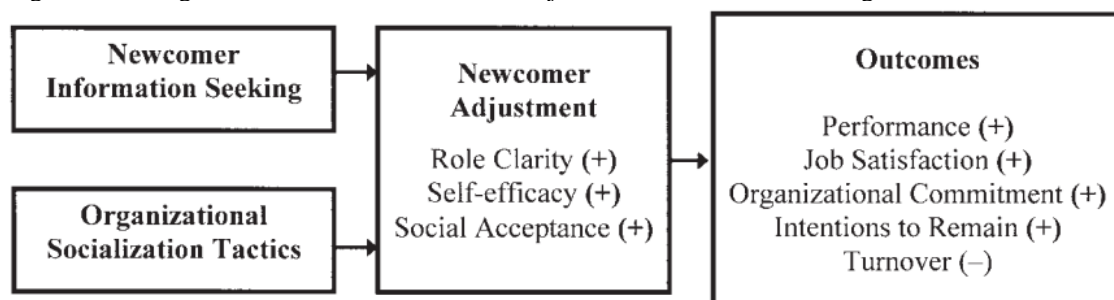 Newcomer
Information Seeking
Organizational
Socialization Tactics
Newcomer
Adjustment
Role Clarity (+)
Self-efficacy (+)
Social Acceptance (+)
Outcomes
Performance (+)
Job Satisfaction (+)
Organizational Commitment (+)
Intentions to Remain (+)
Turnover (–)